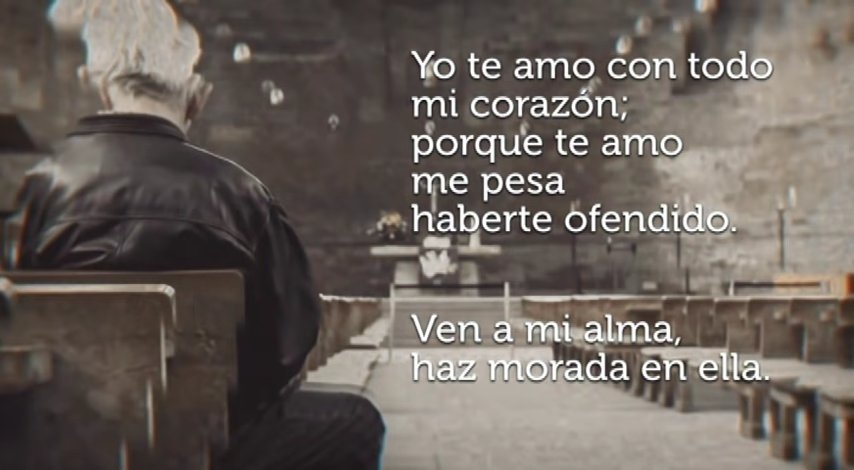 Yo te amo con todo
mi corazón;
porque te amo
me pesa
haberte ofendido.
Ven a mi alma,
haz morada en ella.